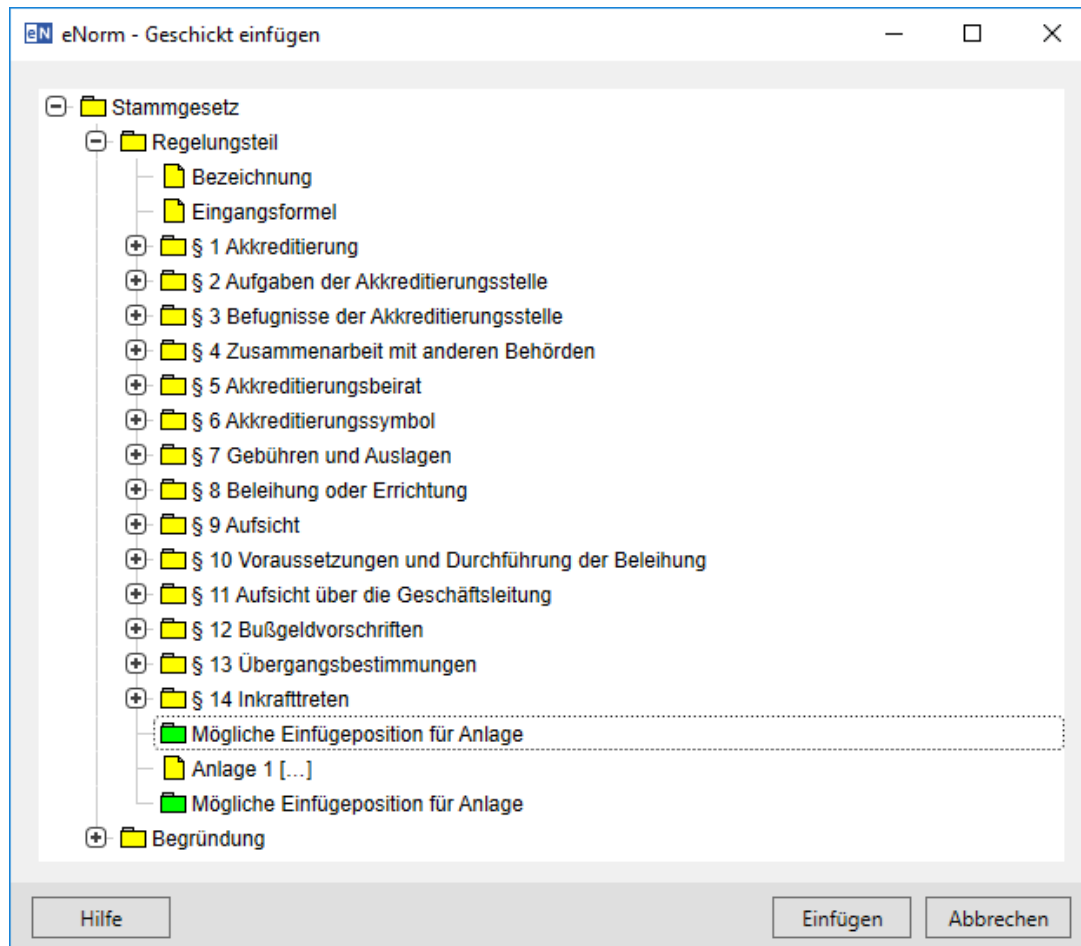 eN eNorm - Geschickt einfügen
Stammgesetz
Regelungsteil
Bezeichnung
Eingangsformel
§ 1 Akkreditierung
§ 2 Aufgaben der Akkreditierungsstelle
§ 3 Befugnisse der Akkreditierungsstelle
§ 4 Zusammenarbeit mit anderen Behörden
§ 5 Akkreditierungsbeirat
§ 6 Akkreditierungssymbol
§ 7 Gebühren und Auslagen
§ 8 Beleihung oder Errichtung
§ 9 Aufsicht
§ 10 Voraussetzungen und Durchführung der Beleihung
§ 11 Aufsicht über die Geschäftsleitung
§ 12 Bußgeldvorschriften
§ 13 Übergangsbestimmungen
§ 14 Inkrafttreten
Mögliche Einfügeposition für Anlage
Anlage 1 [...]
Mögliche Einfügeposition für Anlage
Begründung
Hilfe Einfügen Abbrechen